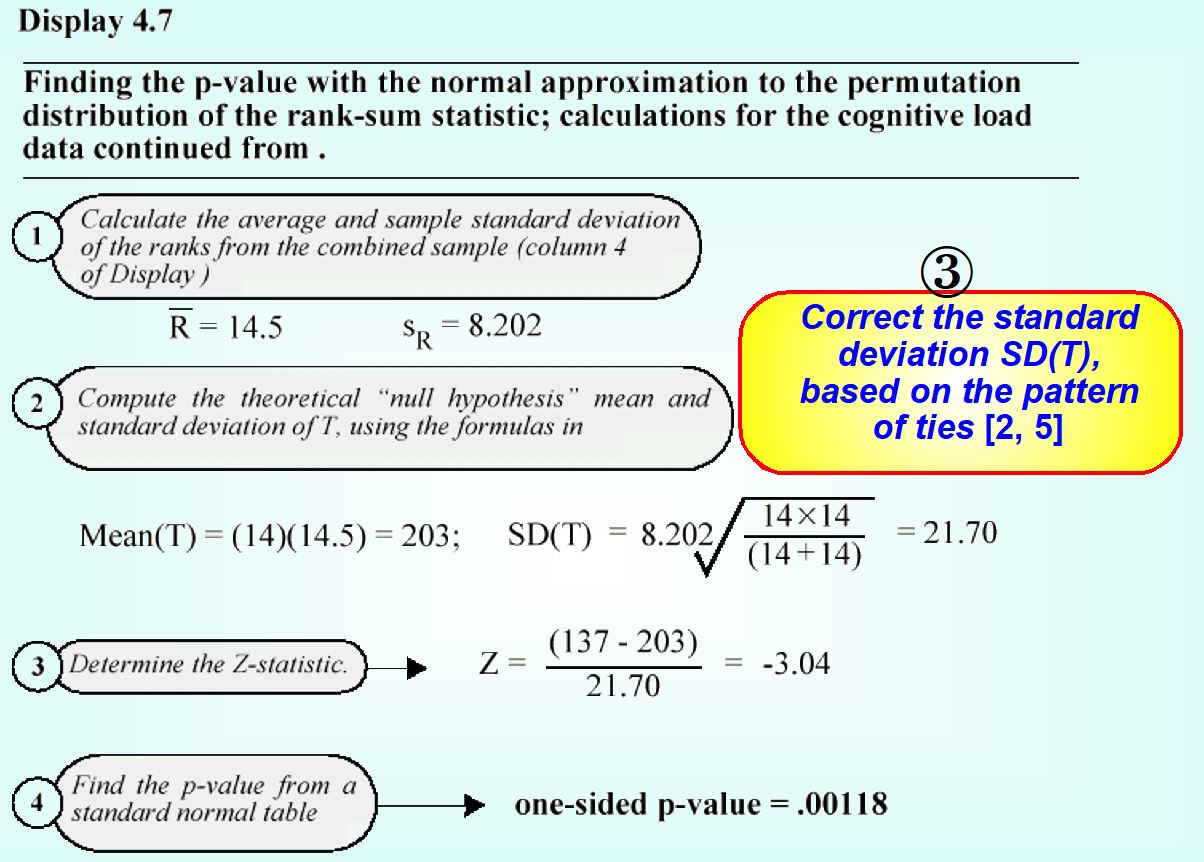 Display 4.7
Finding the p-value with the normal approximation to the permutation
distribution of the rank-sum statistic; calculations for the cognitive load
data continued from .
1
Calculate the average and sample standard deviation
of the ranks from the combined sample (column 4
of Display )
R̅ = 14.5 s_R = 8.202
③
Correct the standard
deviation SD(T),
based on the pattern
of ties [2, 5]
2
Compute the theoretical “null hypothesis” mean and
standard deviation of T, using the formulas in
Mean(T) = (14)(14.5) = 203; SD(T) = 8.202 √ 14×14 / (14+14) = 21.70
3
Determine the Z-statistic.
Z = (137 - 203) / 21.70 = -3.04
4
Find the p-value from a
standard normal table
one-sided p-value = .00118